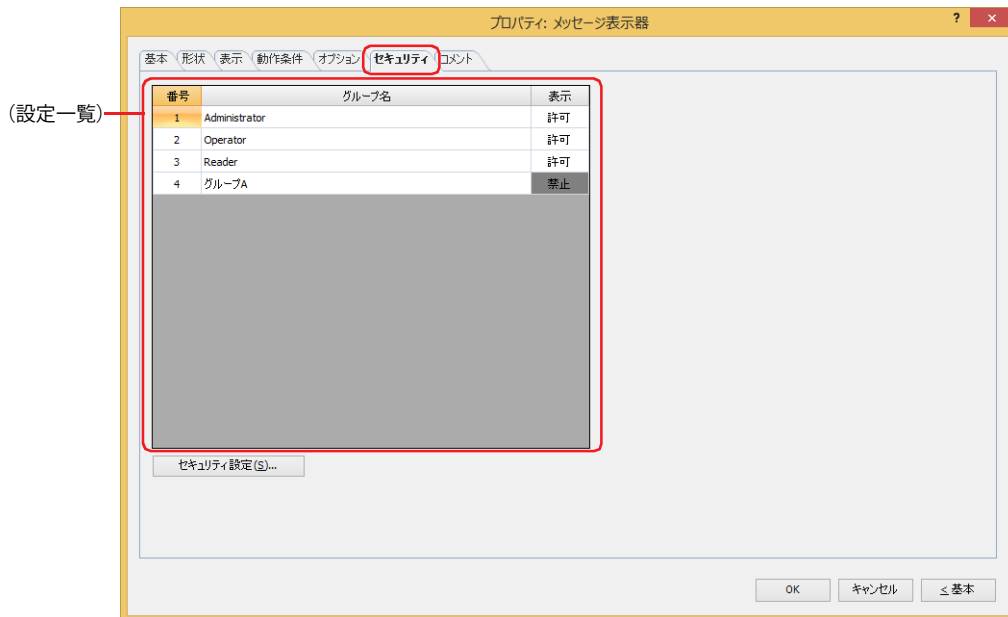 プロパティ: メッセージ表示器
? ×
基本 形状 表示 動作条件 オプション セキュリティ コメント
(設定一覧)
番号 グループ名 表示
1 Administrator 許可
2 Operator 許可
3 Reader 許可
4 グループA 禁止
セキュリティ設定(S)...
OK キャンセル <基本